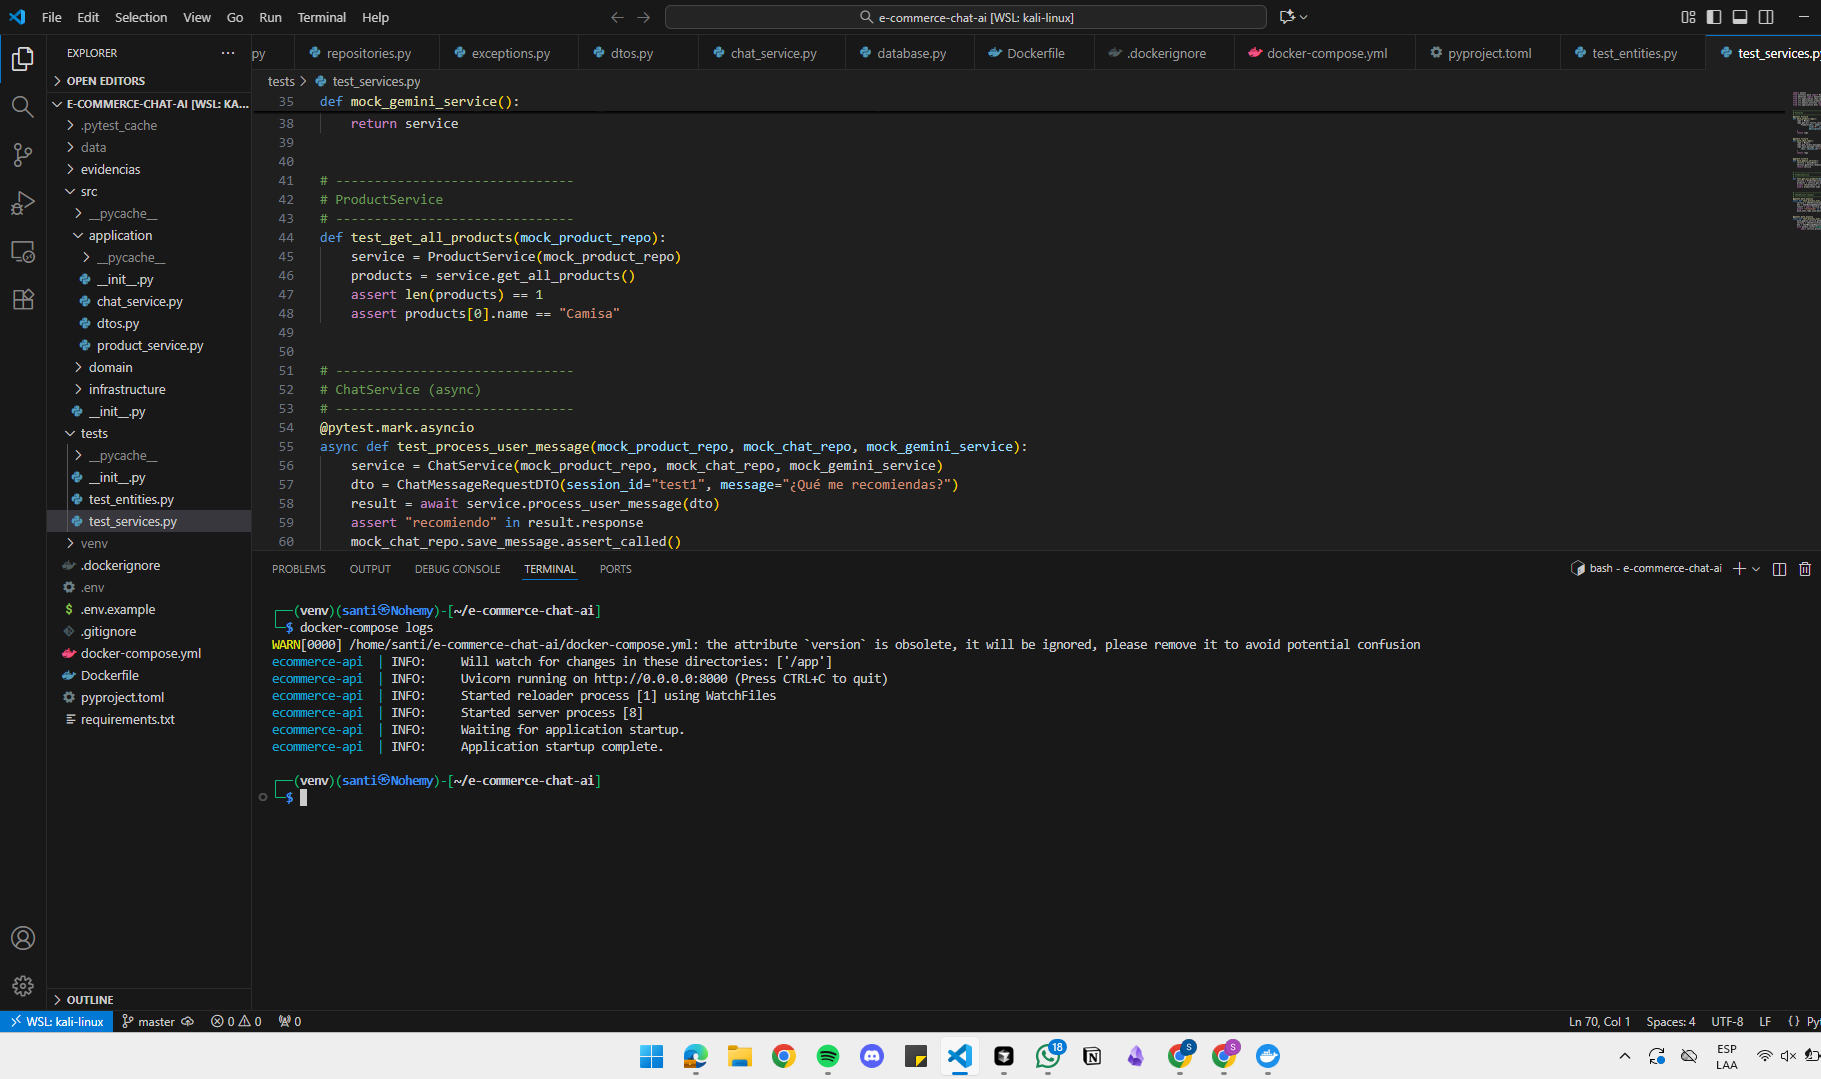 File Edit Selection View Go Run Terminal Help
e-commerce-chat-ai [WSL: kali-linux]
EXPLORER
py repositories.py exceptions.py dtos.py chat_service.py database.py Dockerfile .dockerignore docker-compose.yml pyproject.toml test_entities.py test_services.py
OPEN EDITORS
E-COMMERCE-CHAT-AI [WSL: KA...
.pytest_cache
data
evidencias
src
__pycache__
application
__pycache__
__init__.py
chat_service.py
dtos.py
product_service.py
domain
infrastructure
__init__.py
tests
__pycache__
__init__.py
test_entities.py
test_services.py
venv
.dockerignore
.env
.env.example
.gitignore
docker-compose.yml
Dockerfile
pyproject.toml
requirements.txt
OUTLINE
tests > test_services.py
35 def mock_gemini_service():
38 return service
39
40
41 # -------------------------------
42 # ProductService
43 # -------------------------------
44 def test_get_all_products(mock_product_repo):
45 service = ProductService(mock_product_repo)
46 products = service.get_all_products()
47 assert len(products) == 1
48 assert products[0].name == "Camisa"
49
50
51 # -------------------------------
52 # ChatService (async)
53 # -------------------------------
54 @pytest.mark.asyncio
55 async def test_process_user_message(mock_product_repo, mock_chat_repo, mock_gemini_service):
56 service = ChatService(mock_product_repo, mock_chat_repo, mock_gemini_service)
57 dto = ChatMessageRequestDTO(session_id="test1", message="¿Qué me recomiendas?")
58 result = await service.process_user_message(dto)
59 assert "recomiendo" in result.response
60 mock_chat_repo.save_message.assert_called()
PROBLEMS OUTPUT DEBUG CONSOLE TERMINAL PORTS
bash - e-commerce-chat-ai
(venv)(santi㉿Nohemy)-[~/e-commerce-chat-ai]
$ docker-compose logs
WARN[0000] /home/santi/e-commerce-chat-ai/docker-compose.yml: the attribute `version` is obsolete, it will be ignored, please remove it to avoid potential confusion
ecommerce-api | INFO: Will watch for changes in these directories: ['/app']
ecommerce-api | INFO: Uvicorn running on http://0.0.0.0:8000 (Press CTRL+C to quit)
ecommerce-api | INFO: Started reloader process [1] using WatchFiles
ecommerce-api | INFO: Started server process [8]
ecommerce-api | INFO: Waiting for application startup.
ecommerce-api | INFO: Application startup complete.
(venv)(santi㉿Nohemy)-[~/e-commerce-chat-ai]
$
WSL: kali-linux master 0 0 0
Ln 70, Col 1 Spaces: 4 UTF-8 LF {} Py
18
S
S
ESP
LAA